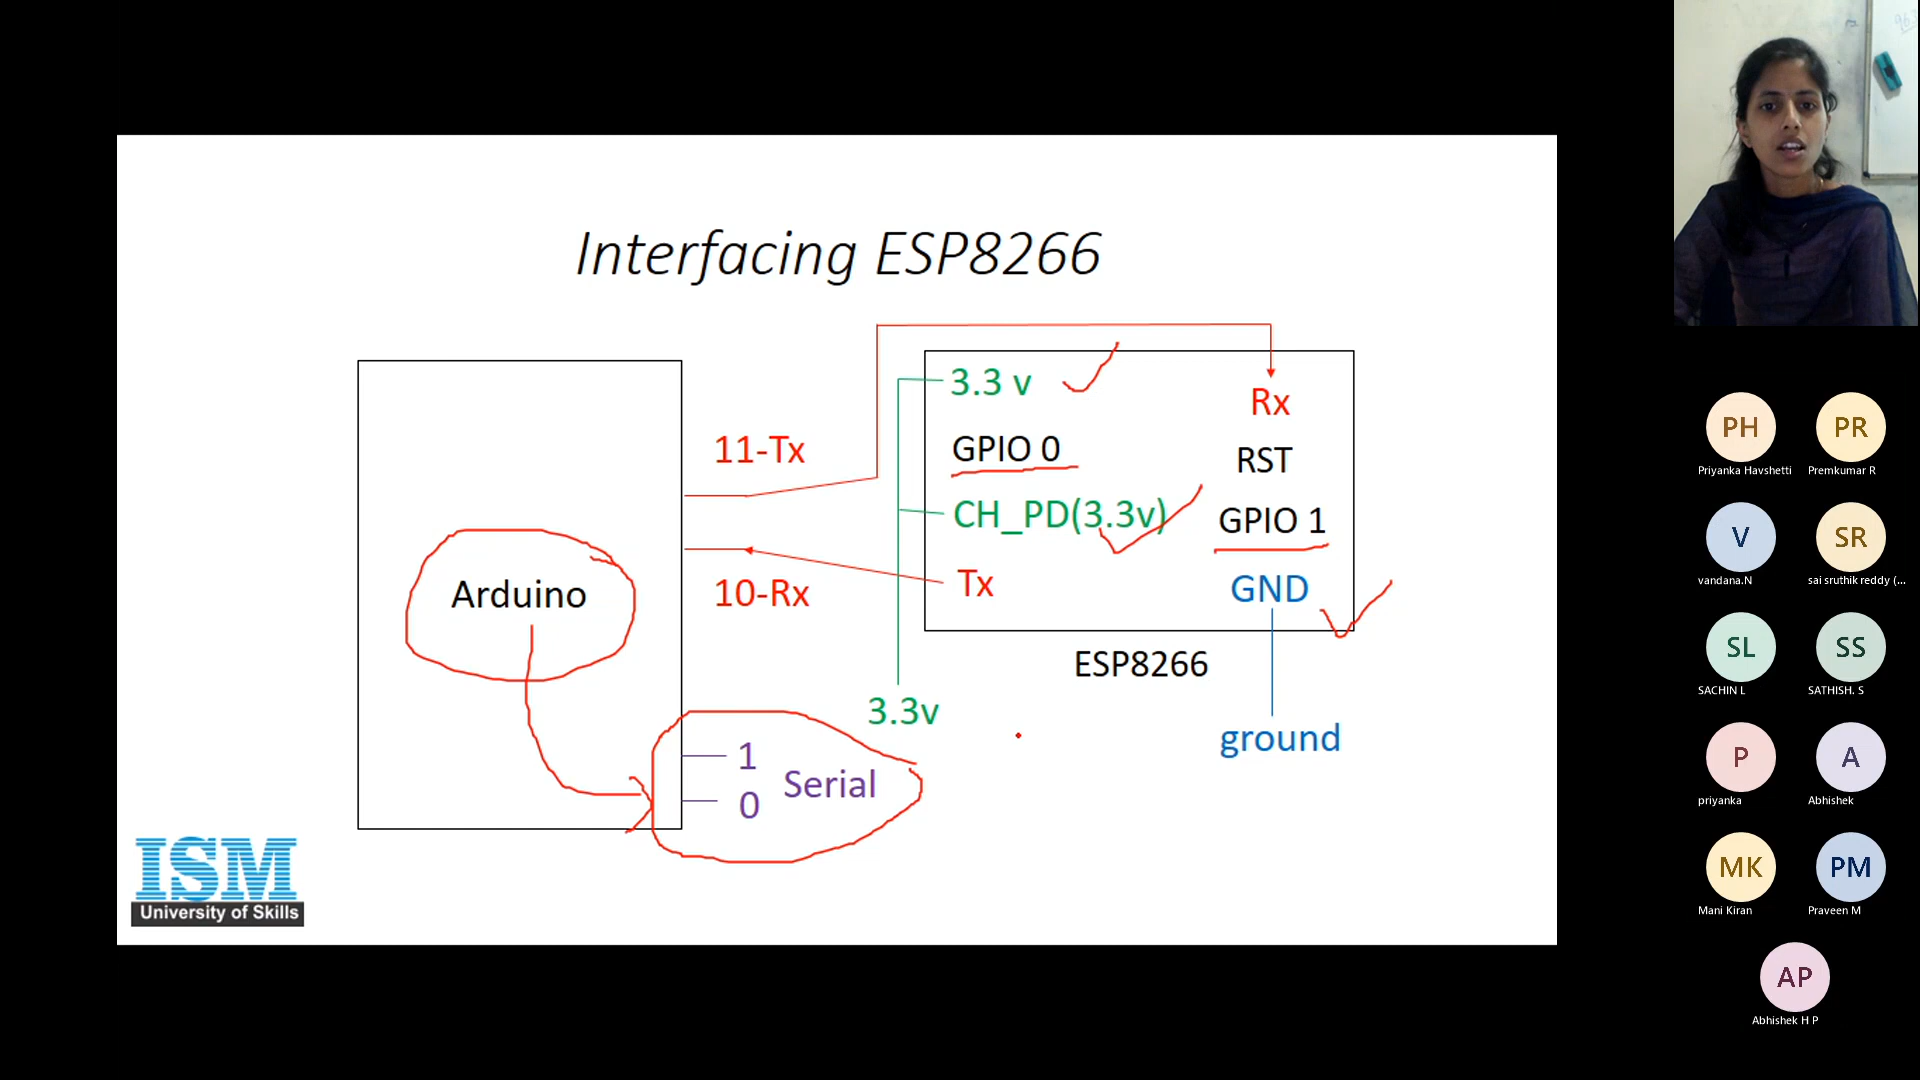 Interfacing ESP8266
3.3 v
Rx
11-Tx
GPIO 0
RST
CH_PD(3.3v)
GPIO 1
Arduino
10-Rx
Tx
GND
ESP8266
3.3v
ground
1
Serial
0
ISM
University of Skills
PH
PR
Priyanka Havshetti
Premkumar R
V
SR
vandana.N
sai sruthik reddy (...
SL
SS
SACHIN L
SATHISH. S
P
A
priyanka
Abhishek
MK
PM
Mani Kiran
Praveen M
AP
Abhishek H P